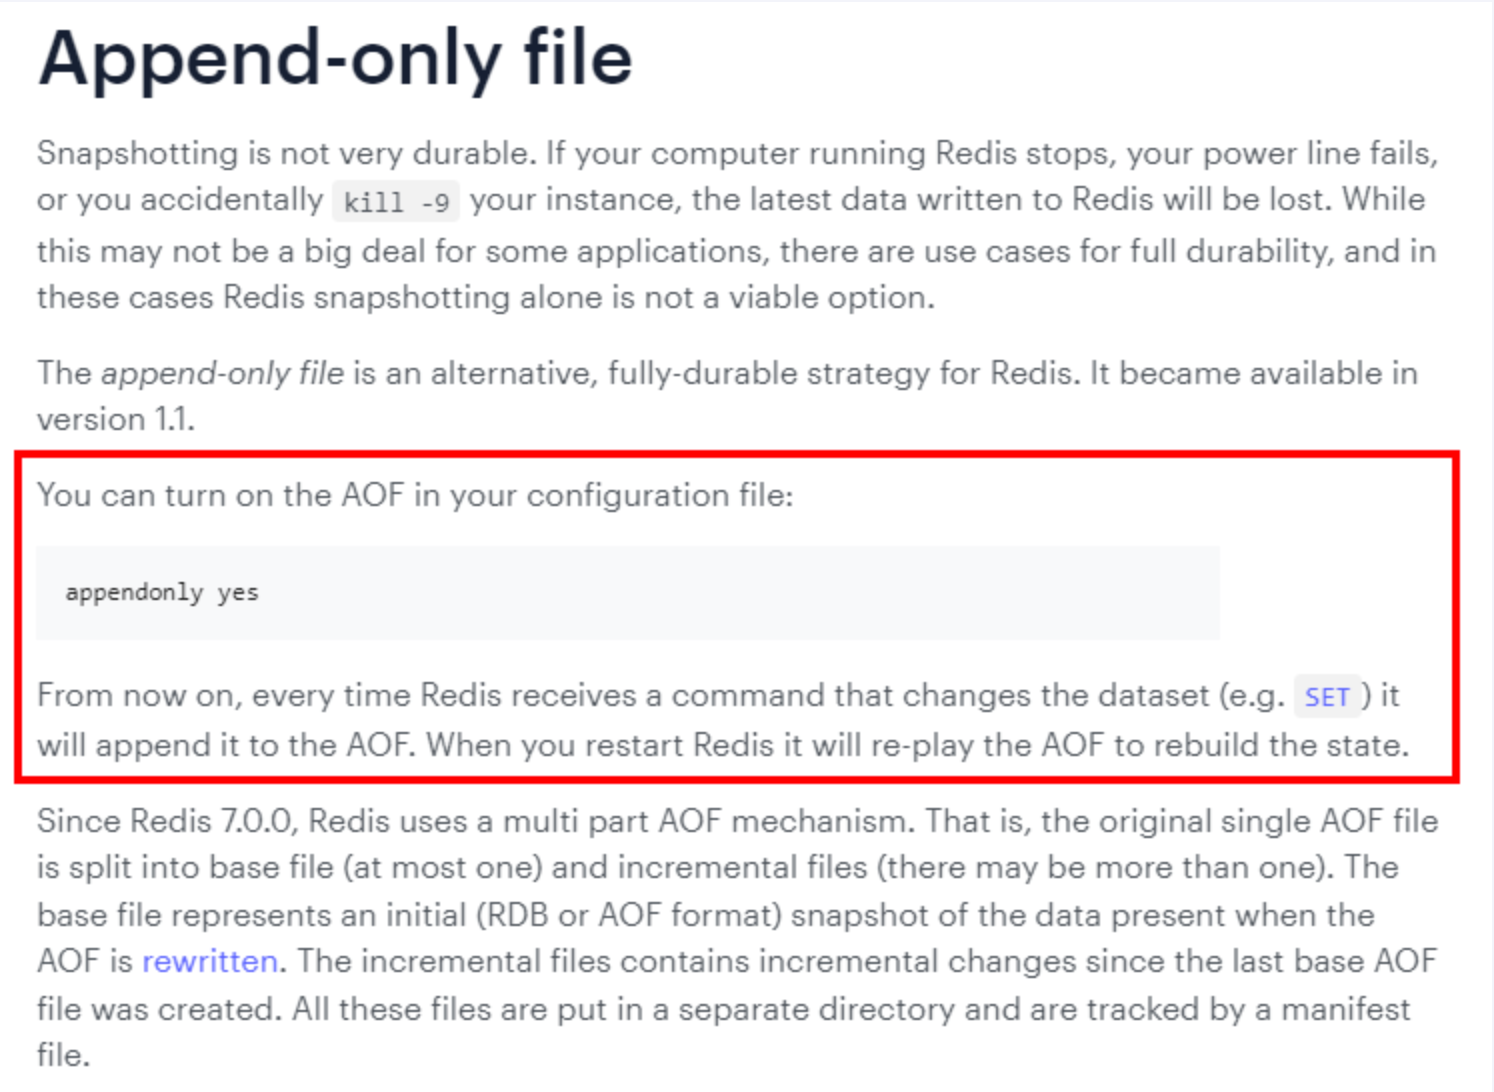 Append-only file
Snapshotting is not very durable. If your computer running Redis stops, your power line fails,
or you accidentally kill -9 your instance, the latest data written to Redis will be lost. While
this may not be a big deal for some applications, there are use cases for full durability, and in
these cases Redis snapshotting alone is not a viable option.
The append-only file is an alternative, fully-durable strategy for Redis. It became available in
version 1.1.
You can turn on the AOF in your configuration file:
appendonly yes
From now on, every time Redis receives a command that changes the dataset (e.g. SET) it
will append it to the AOF. When you restart Redis it will re-play the AOF to rebuild the state.
Since Redis 7.0.0, Redis uses a multi part AOF mechanism. That is, the original single AOF file
is split into base file (at most one) and incremental files (there may be more than one). The
base file represents an initial (RDB or AOF format) snapshot of the data present when the
AOF is rewritten. The incremental files contains incremental changes since the last base AOF
file was created. All these files are put in a separate directory and are tracked by a manifest
file.